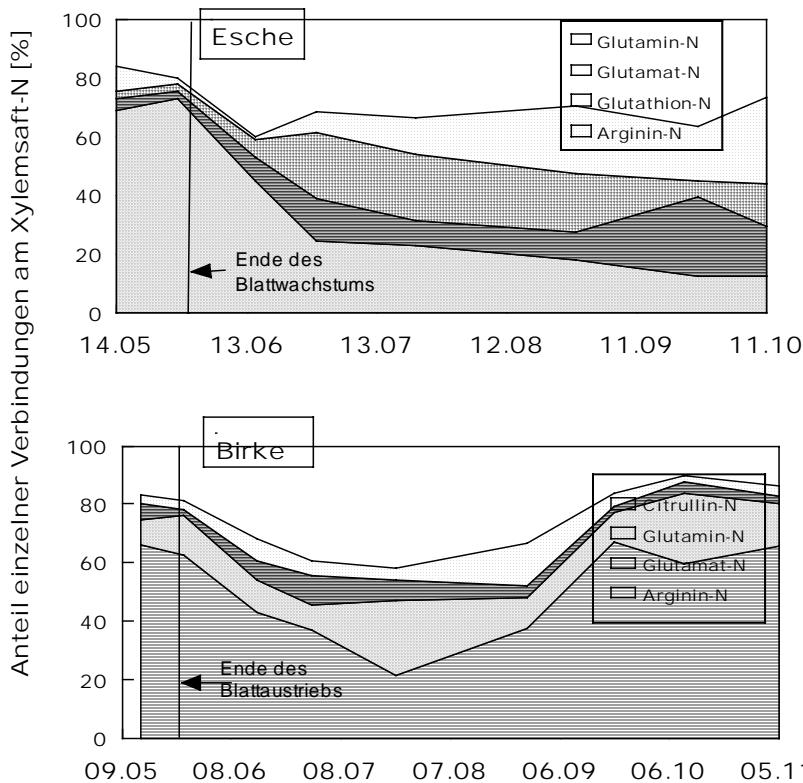 Anteil einzelner Verbindungen am Xylemsaft-N [%]
100
80
60
40
20
0
Esche
Glutamin-N
Glutamat-N
Glutathion-N
Arginin-N
Ende des
Blattwachstums
14.05 13.06 13.07 12.08 11.09 11.10
100
80
60
40
20
0
Birke
Citrullin-N
Glutamin-N
Glutamat-N
Arginin-N
Ende des
Blattaustriebs
09.05 08.06 08.07 07.08 06.09 06.10 05.11